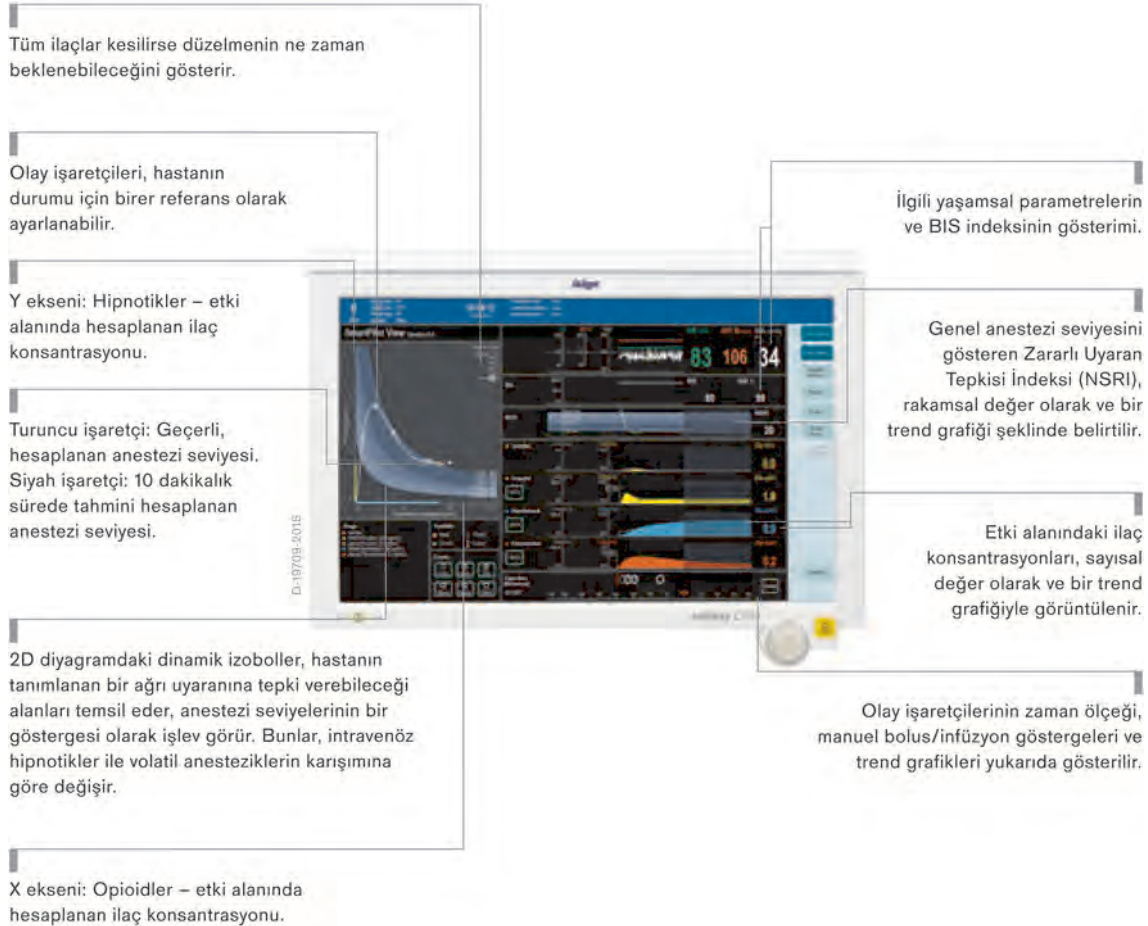 Tüm ilaçlar kesilirse düzelmenin ne zaman
beklenebileceğini gösterir.
Olay işaretçileri, hastanın
durumu için birer referans olarak
ayarlanabilir.
Y ekseni: Hipnotikler – etki
alanında hesaplanan ilaç
konsantrasyonu.
Turuncu işaretçi: Geçerli,
hesaplanan anestezi seviyesi.
Siyah işaretçi: 10 dakikalık
sürede tahmini hesaplanan
anestezi seviyesi.
2D diyagramdaki dinamik izoboller, hastanın
tanımlanan bir ağrı uyaranına tepki verebileceği
alanları temsil eder, anestezi seviyelerinin bir
göstergesi olarak işlev görür. Bunlar, intravenöz
hipnotikler ile volatil anesteziklerin karışımına
göre değişir.
X ekseni: Opioidler – etki alanında
hesaplanan ilaç konsantrasyonu.
D-19709-2018
Dräger
SmartPilot View
83 106 34
İlgili yaşamsal parametrelerin
ve BIS indeksinin gösterimi.
Genel anestezi seviyesini
gösteren Zararlı Uyaran
Tepkisi İndeksi (NSRI),
rakamsal değer olarak ve bir
trend grafiği şeklinde belirtilir.
Etki alanındaki ilaç
konsantrasyonları, sayısal
değer olarak ve bir trend
grafiğiyle görüntülenir.
Olay işaretçilerinin zaman ölçeği,
manuel bolus/infüzyon göstergeleri ve
trend grafikleri yukarıda gösterilir.